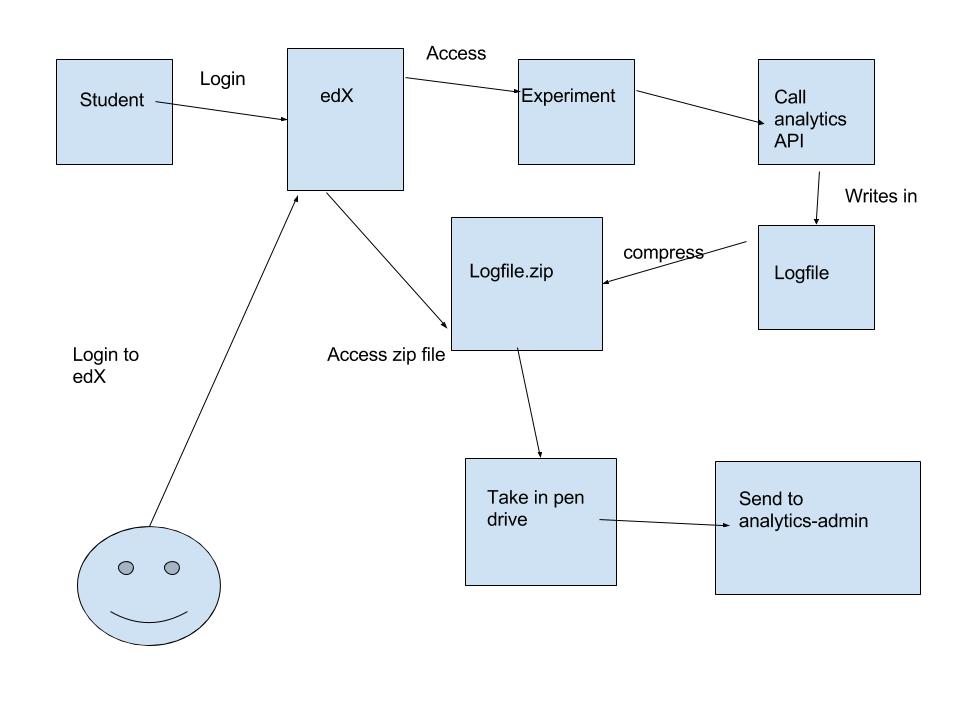 Access
Login
Student
edX
Experiment
Call
analytics
API
Writes in
compress
Logfile.zip
Logfile
Login to
edX
Access zip file
Take in pen
drive
Send to
analytics-admin